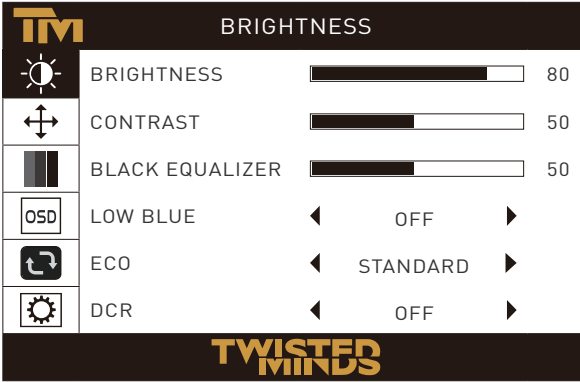 TM
BRIGHTNESS
BRIGHTNESS 80
CONTRAST 50
BLACK EQUALIZER 50
OSD
LOW BLUE OFF
ECO STANDARD
DCR OFF
TWISTED
MINDS